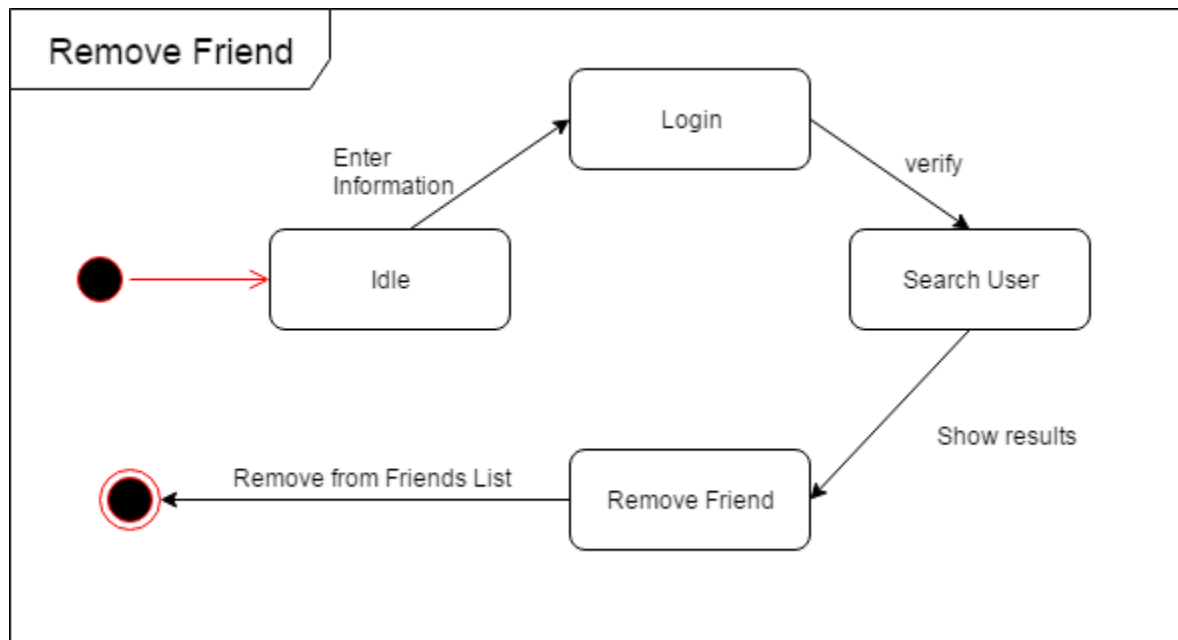 Remove Friend
Login
Enter
Information
verify
Idle
Search User
Show results
Remove from Friends List
Remove Friend